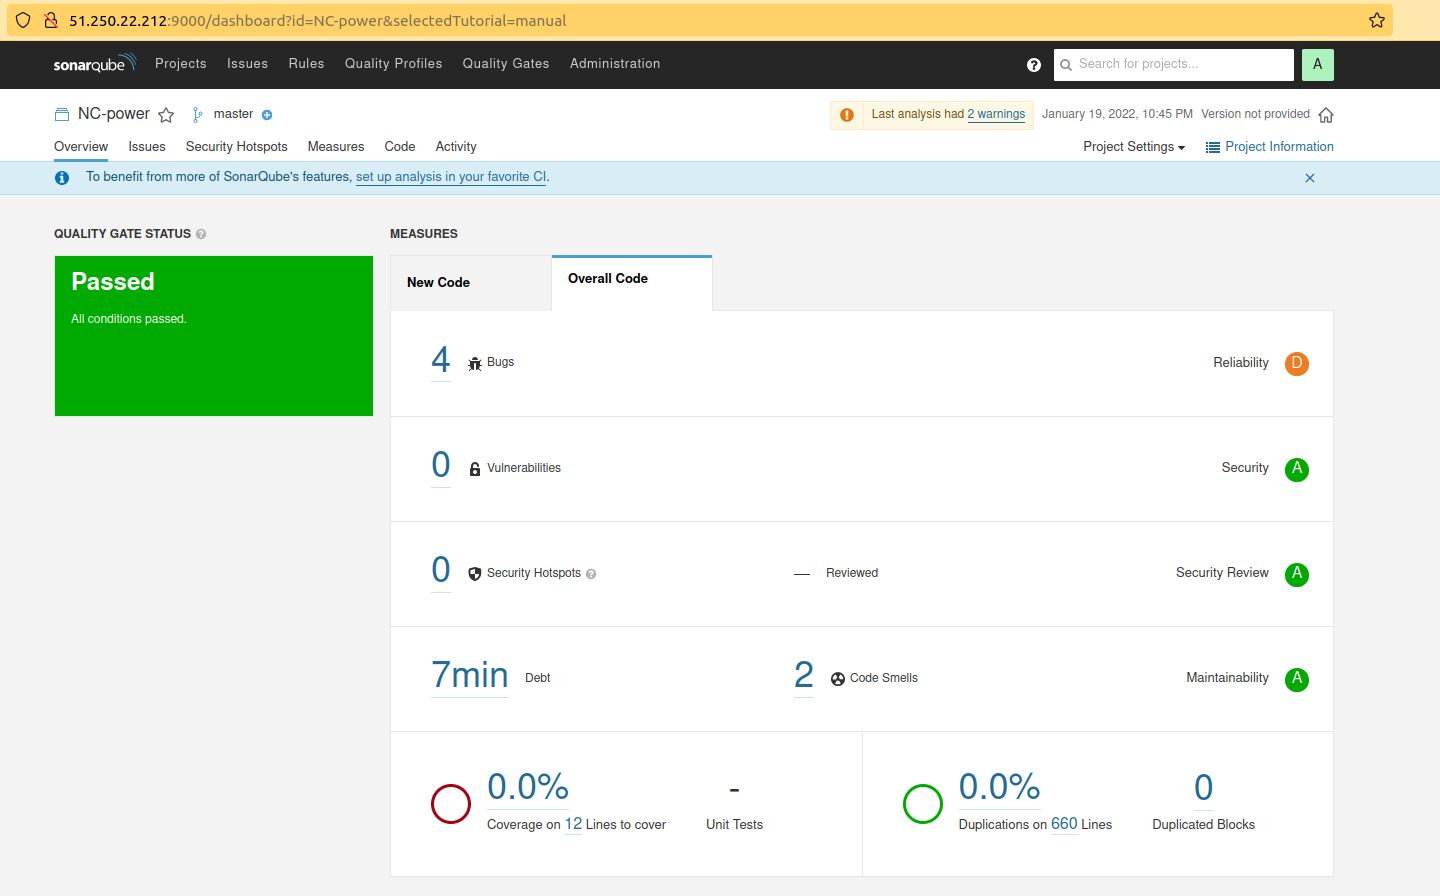 51.250.22.212:9000/dashboard?id=NC-power&selectedTutorial=manual
sonarqube Projects Issues Rules Quality Profiles Quality Gates Administration Search for projects... A
NC-power master Last analysis had 2 warnings January 19, 2022, 10:45 PM Version not provided
Overview Issues Security Hotspots Measures Code Activity Project Settings Project Information
To benefit from more of SonarQube's features, set up analysis in your favorite CI.
QUALITY GATE STATUS
Passed
All conditions passed.
MEASURES
New Code Overall Code
4 Bugs Reliability D
0 Vulnerabilities Security A
0 Security Hotspots — Reviewed Security Review A
7min Debt 2 Code Smells Maintainability A
0.0% - 0.0% 0
Coverage on 12 Lines to cover Unit Tests Duplications on 660 Lines Duplicated Blocks